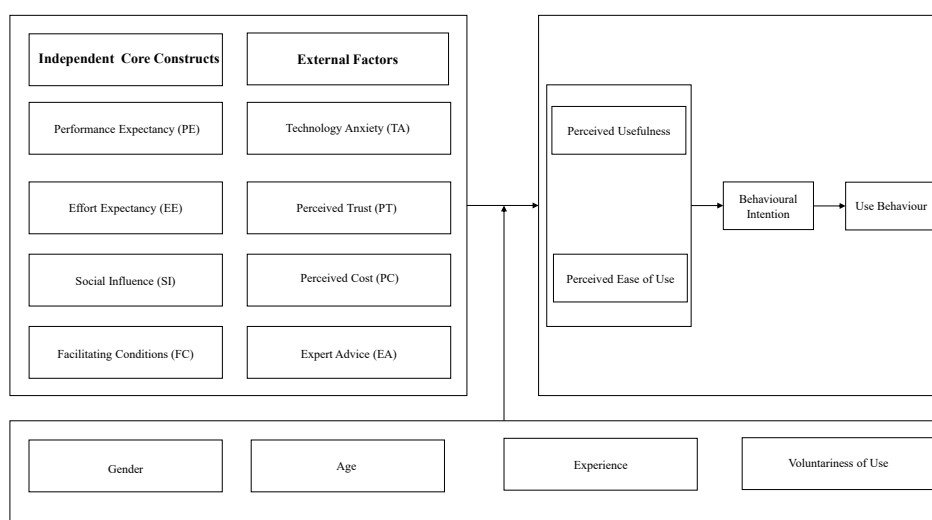 Independent Core Constructs
External Factors
Performance Expectancy (PE)
Technology Anxiety (TA)
Effort Expectancy (EE)
Perceived Trust (PT)
Social Influence (SI)
Perceived Cost (PC)
Facilitating Conditions (FC)
Expert Advice (EA)
Perceived Usefulness
Perceived Ease of Use
Behavioural
Intention
Use Behaviour
Gender
Age
Experience
Voluntariness of Use